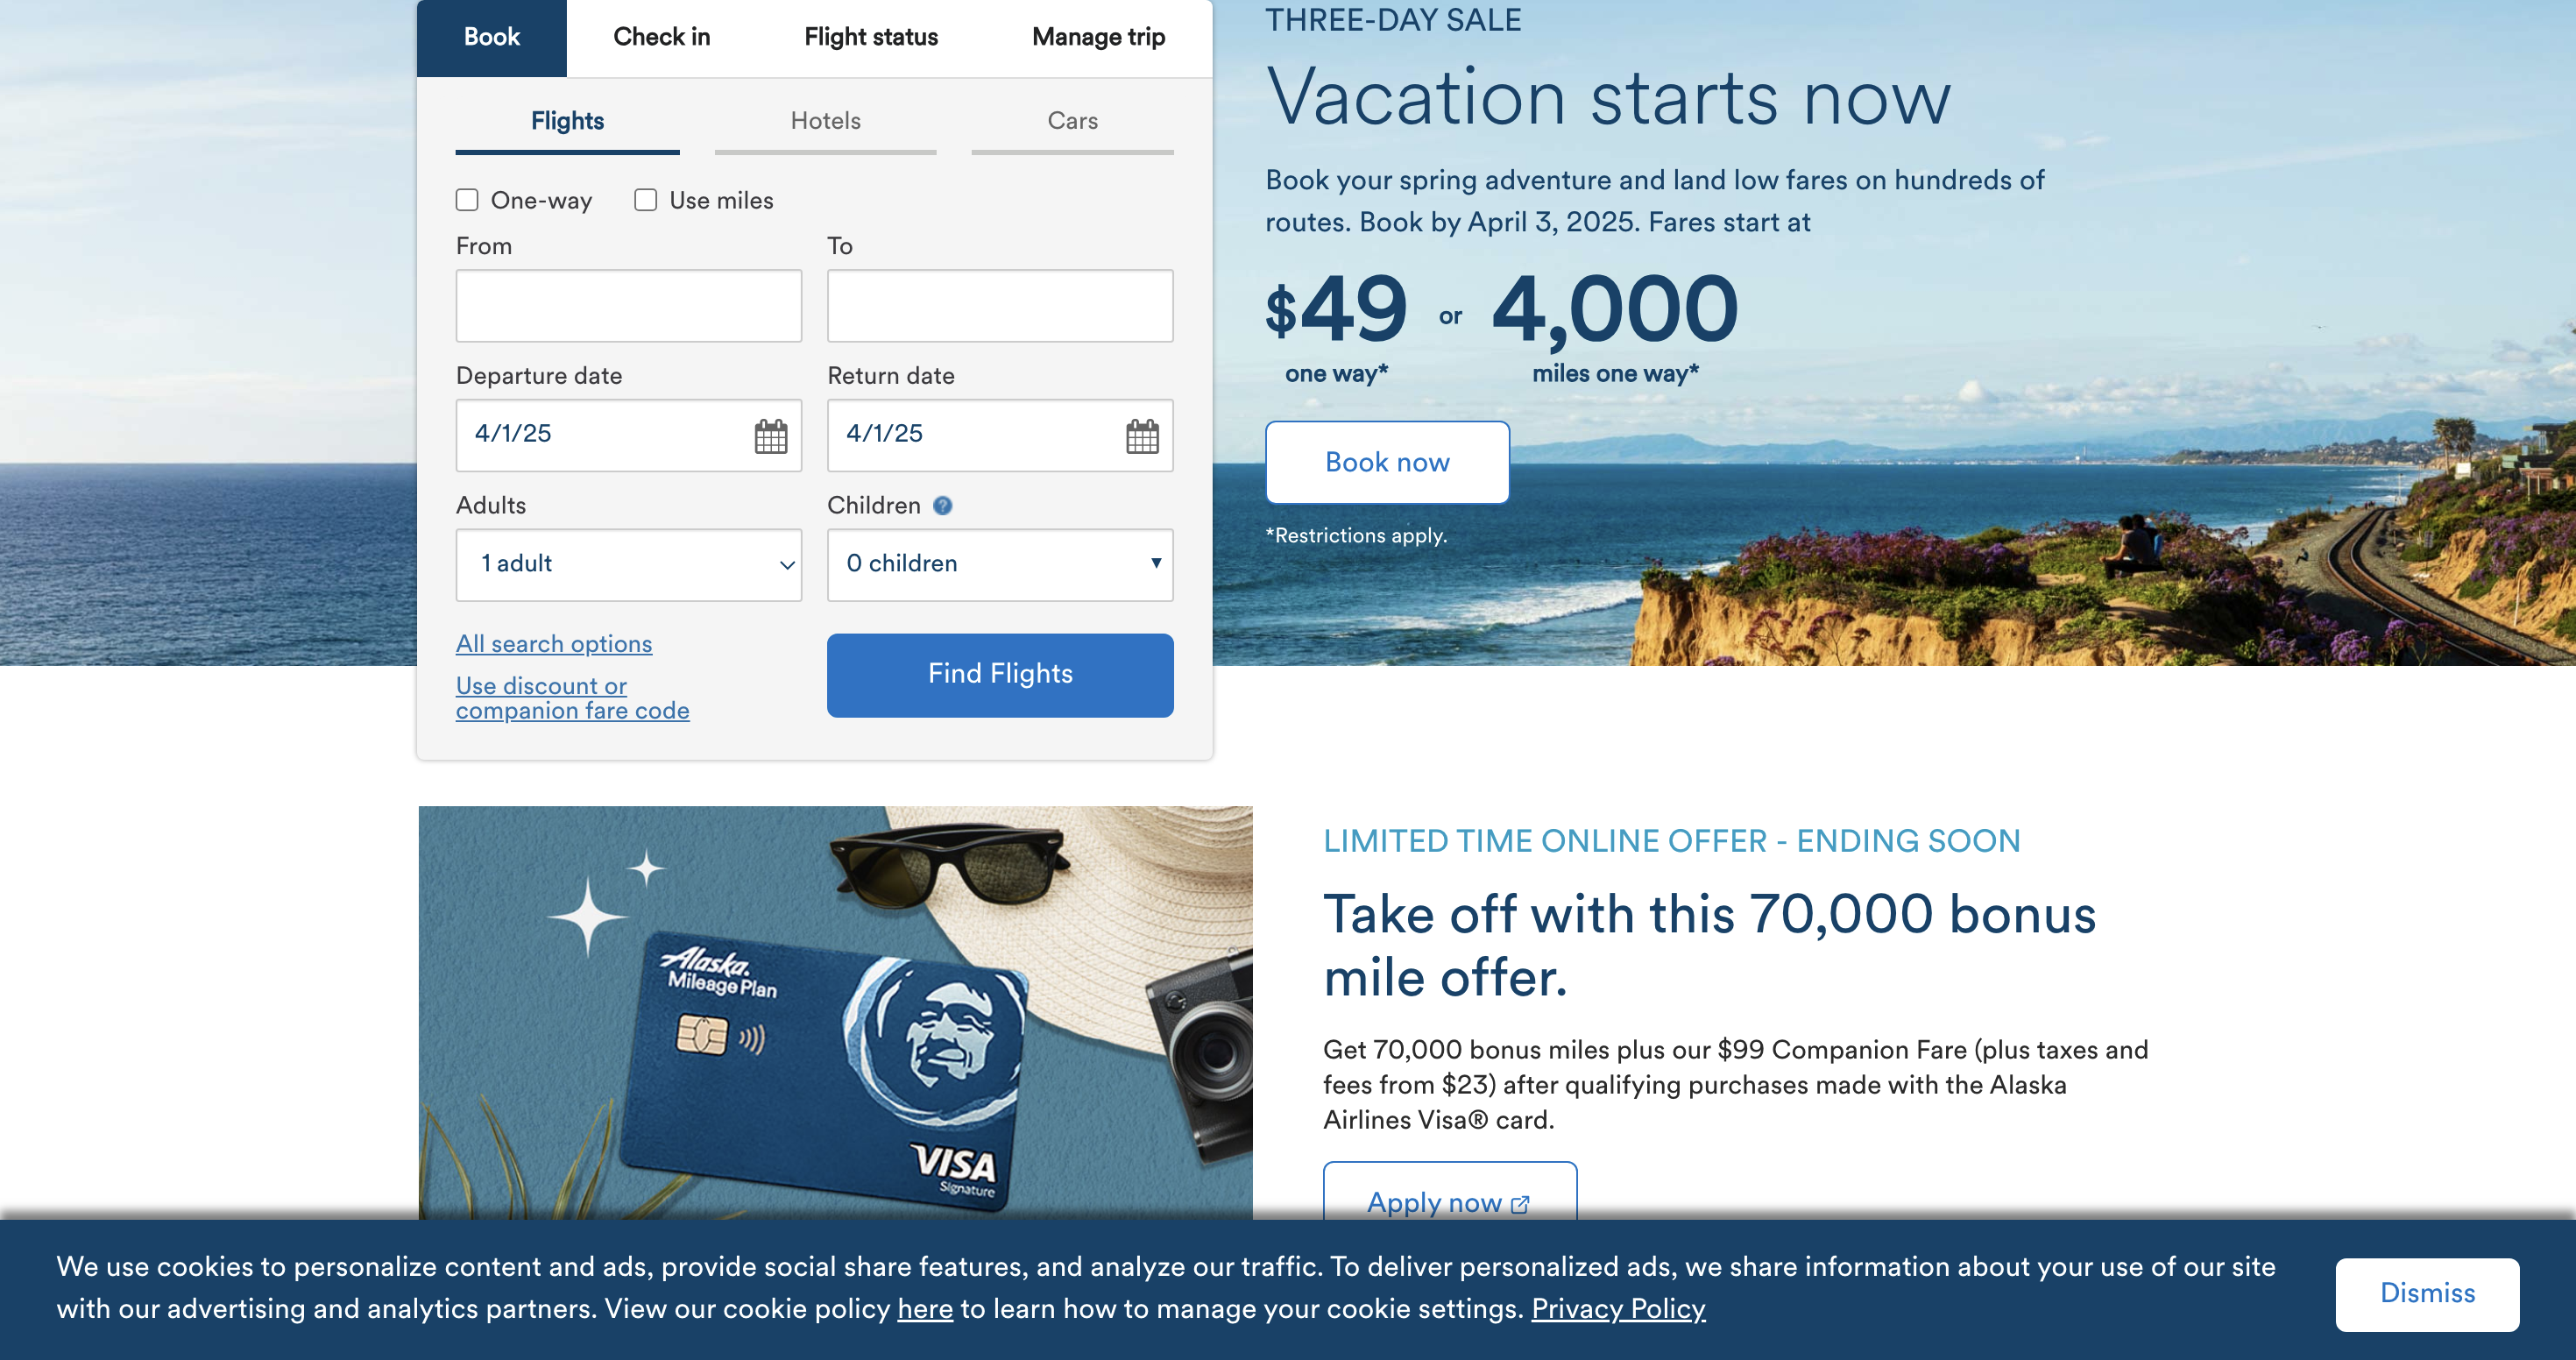 Book
Check in
Flight status
Manage trip
Flights
Hotels
Cars
One-way
Use miles
From
To
Departure date
Return date
4/1/25
4/1/25
Adults
Children ?
1 adult
0 children
All search options
Use discount or
companion fare code
Find Flights
THREE-DAY SALE
Vacation starts now
Book your spring adventure and land low fares on hundreds of
routes. Book by April 3, 2025. Fares start at
$49 or 4,000
one way*
miles one way*
Book now
*Restrictions apply.
Alaska.
Mileage Plan
VISA
Signature
LIMITED TIME ONLINE OFFER - ENDING SOON
Take off with this 70,000 bonus
mile offer.
Get 70,000 bonus miles plus our $99 Companion Fare (plus taxes and
fees from $23) after qualifying purchases made with the Alaska
Airlines Visa® card.
Apply now
We use cookies to personalize content and ads, provide social share features, and analyze our traffic. To deliver personalized ads, we share information about your use of our site
with our advertising and analytics partners. View our cookie policy here to learn how to manage your cookie settings. Privacy Policy
Dismiss